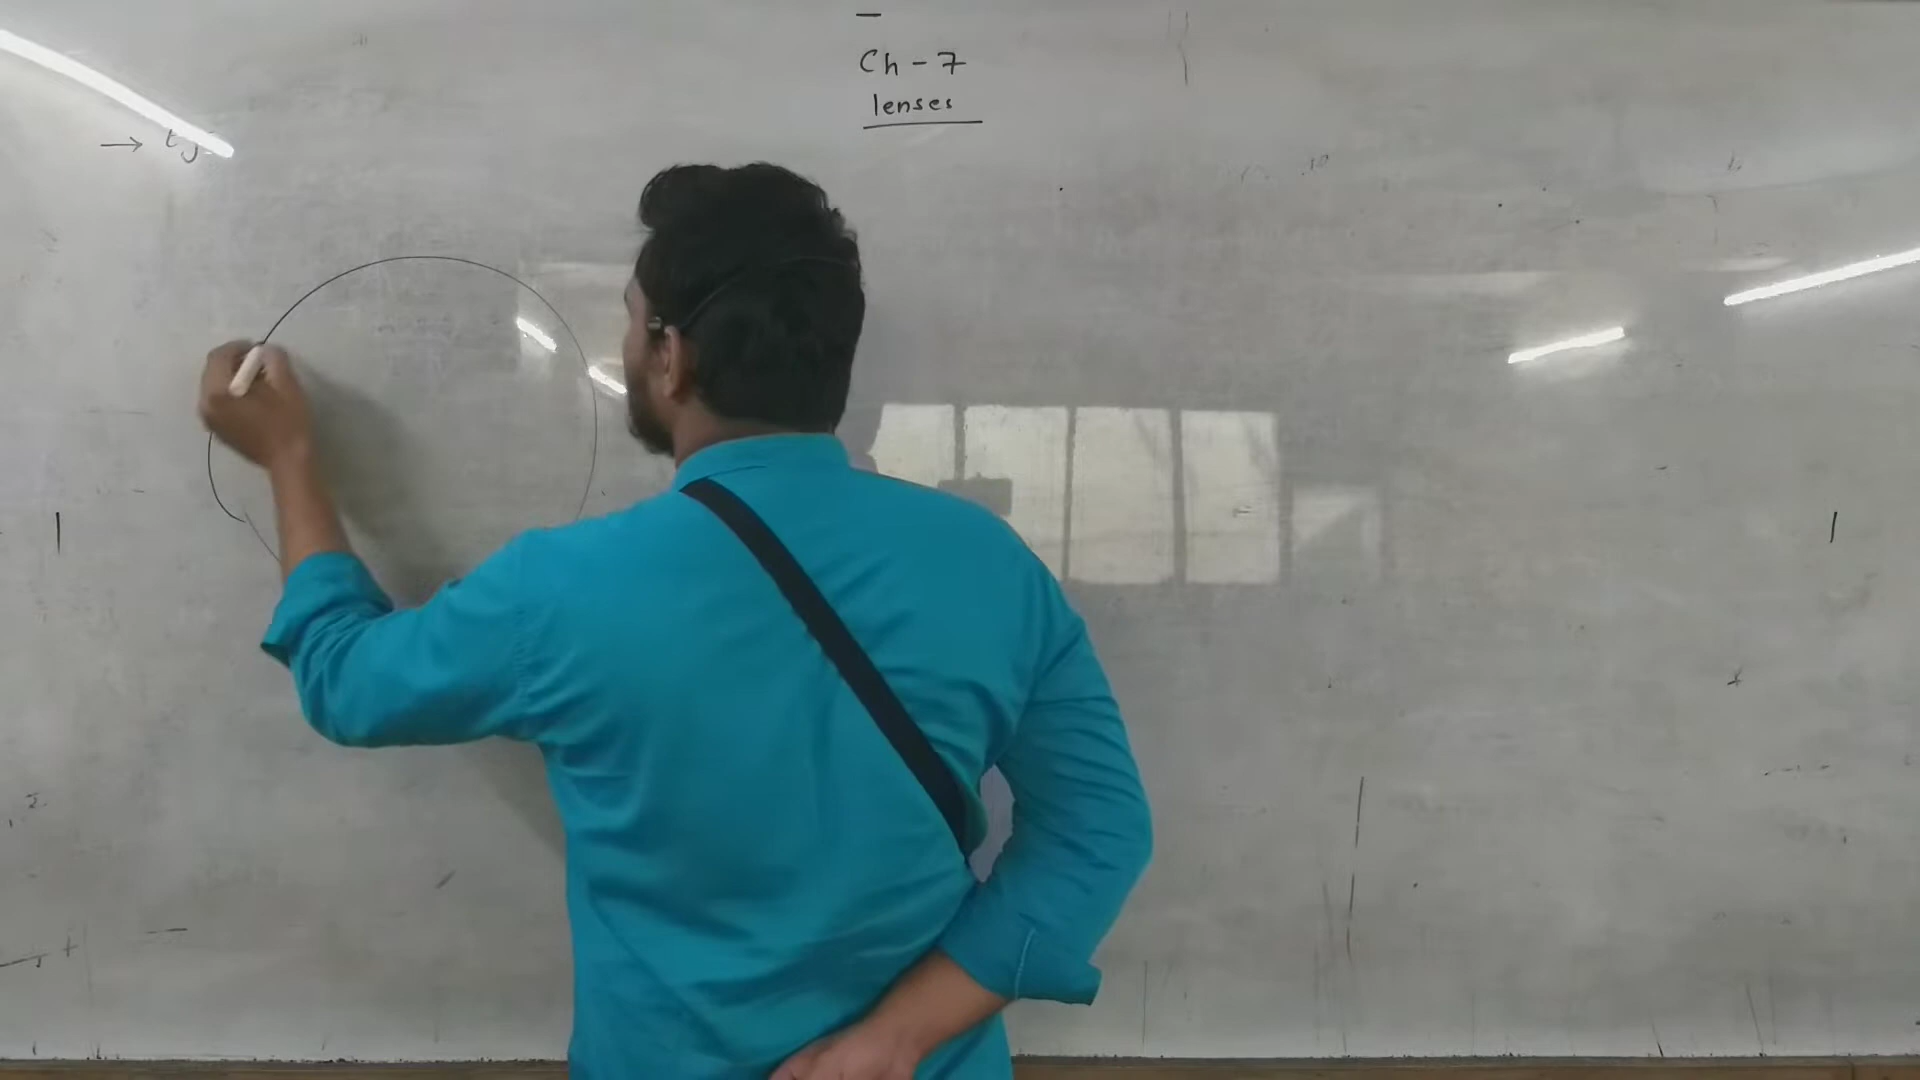 Ch - 7
lenses
→